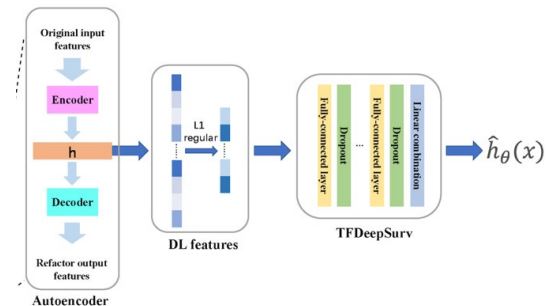 Original input
features
Encoder
h
Decoder
Refactor output
features
Autoencoder
L1
regular
DL features
Fully-connected layer
Dropout
...
Fully-connected layer
Dropout
Linear combination
TFDeepSurv
ĥθ(x)